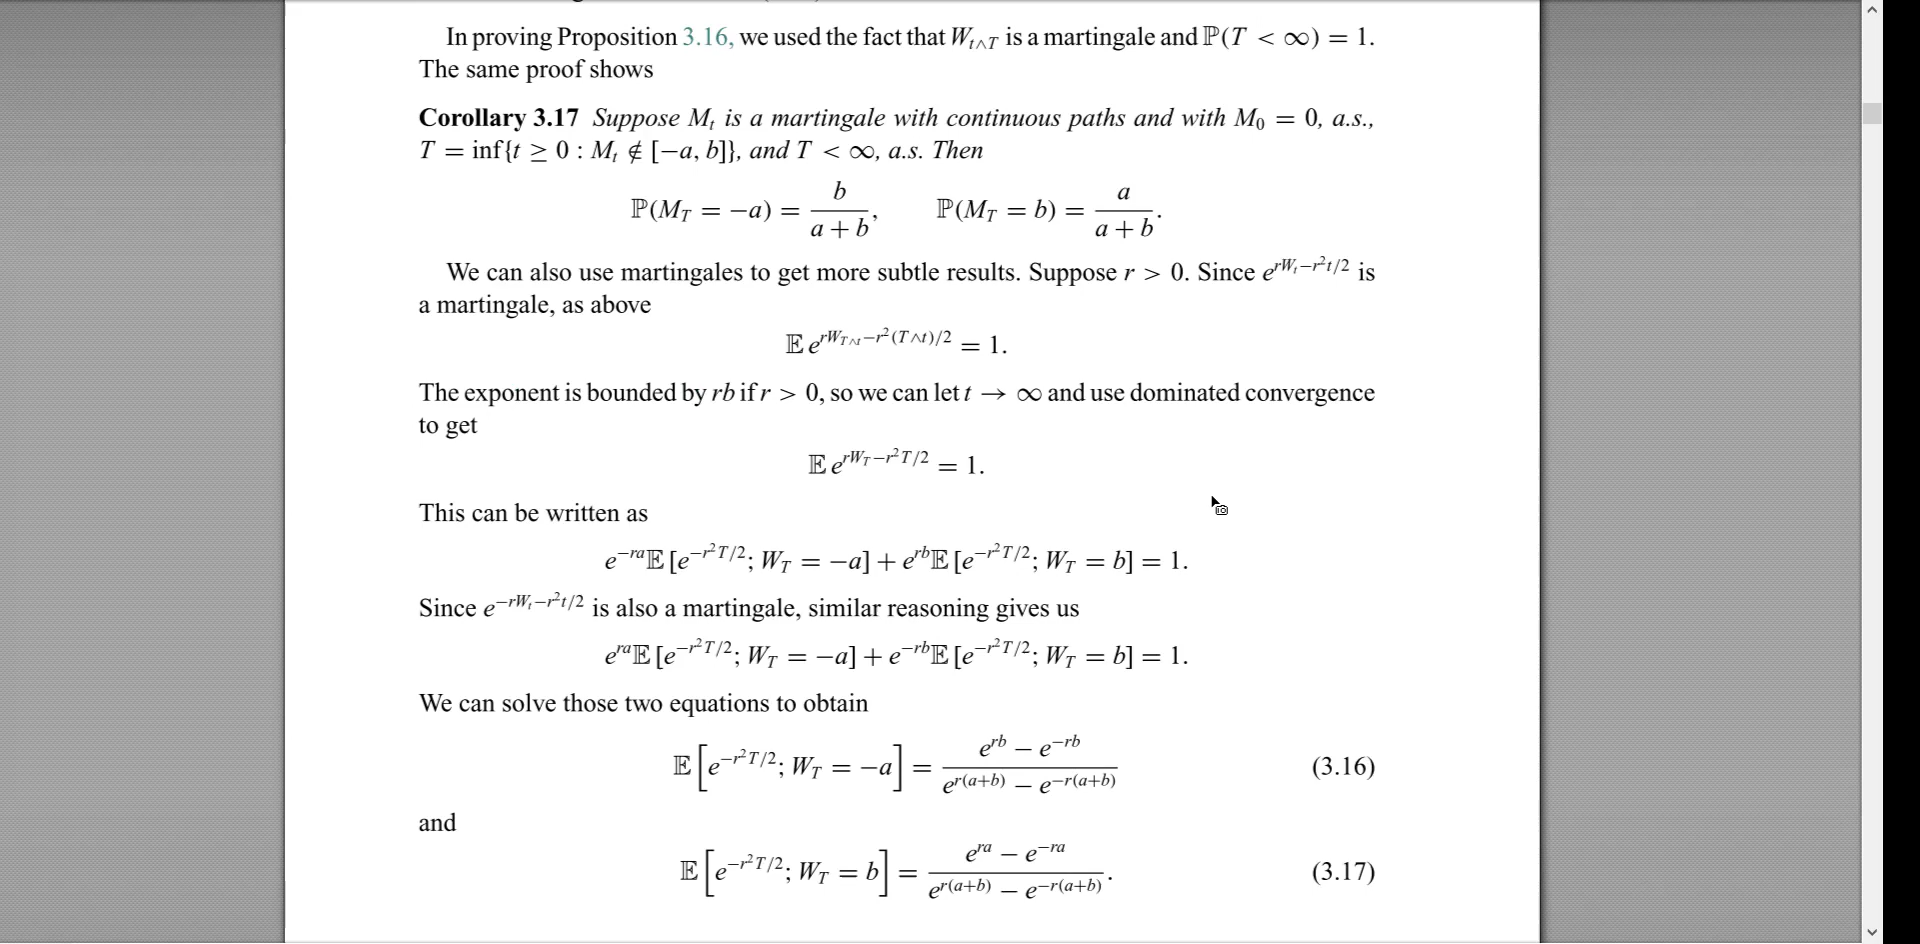 In proving Proposition 3.16, we used the fact that W_{t∧T} is a martingale and ℙ(T < ∞) = 1.
The same proof shows
Corollary 3.17 Suppose M_t is a martingale with continuous paths and with M_0 = 0, a.s.,
T = inf{t ≥ 0 : M_t ∉ [−a, b]}, and T < ∞, a.s. Then
ℙ(M_T = −a) = b/(a + b), ℙ(M_T = b) = a/(a + b).
We can also use martingales to get more subtle results. Suppose r > 0. Since e^{rW_t−r²t/2} is
a martingale, as above
𝔼 e^{rW_{T∧t}−r²(T∧t)/2} = 1.
The exponent is bounded by rb if r > 0, so we can let t → ∞ and use dominated convergence
to get
𝔼 e^{rW_T−r²T/2} = 1.
This can be written as
e^{−ra}𝔼 [e^{−r²T/2}; W_T = −a] + e^{rb}𝔼 [e^{−r²T/2}; W_T = b] = 1.
Since e^{−rW_t−r²t/2} is also a martingale, similar reasoning gives us
e^{ra}𝔼 [e^{−r²T/2}; W_T = −a] + e^{−rb}𝔼 [e^{−r²T/2}; W_T = b] = 1.
We can solve those two equations to obtain
𝔼 [e^{−r²T/2}; W_T = −a] = (e^{rb} − e^{−rb})/(e^{r(a+b)} − e^{−r(a+b)}) (3.16)
and
𝔼 [e^{−r²T/2}; W_T = b] = (e^{ra} − e^{−ra})/(e^{r(a+b)} − e^{−r(a+b)}). (3.17)